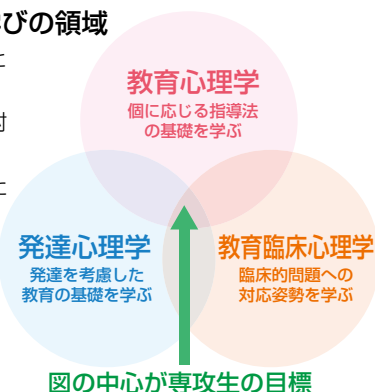 びの領域
に
対
に
教育心理学
個に応じる指導法
の基礎を学ぶ
発達心理学
発達を考慮した
教育の基礎を学ぶ
教育臨床心理学
臨床的問題への
対応姿勢を学ぶ
図の中心が専攻生の目標